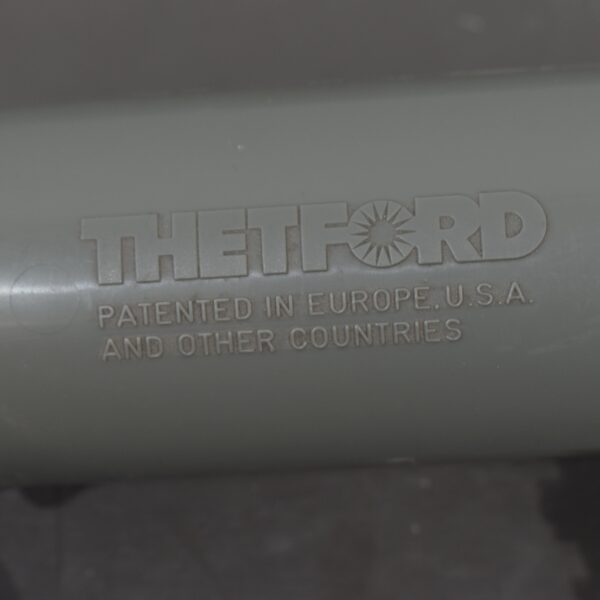 THETFORD
PATENTED IN EUROPE, U.S.A.
AND OTHER COUNTRIES